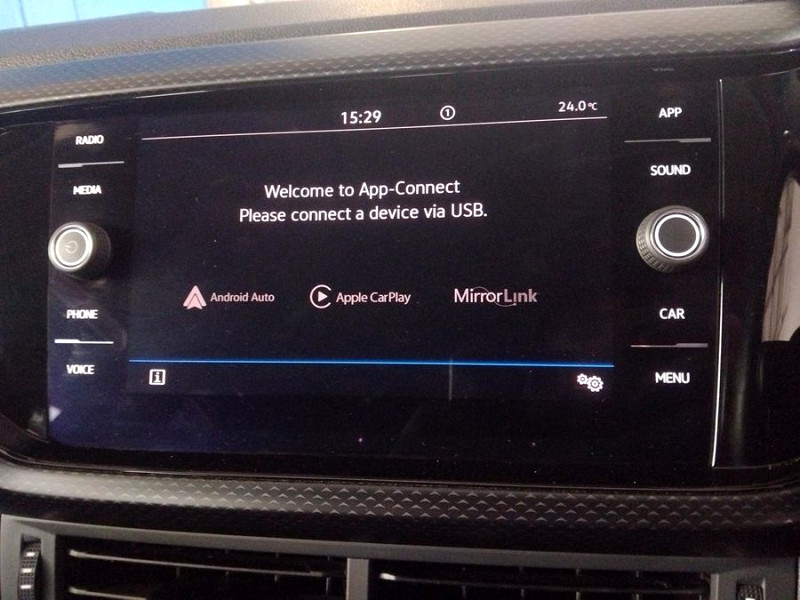 15:29 1 24.0°C
APP
RADIO
SOUND
MEDIA
Welcome to App-Connect
Please connect a device via USB.
Android Auto Apple CarPlay MirrorLink
PHONE
CAR
VOICE
i
MENU